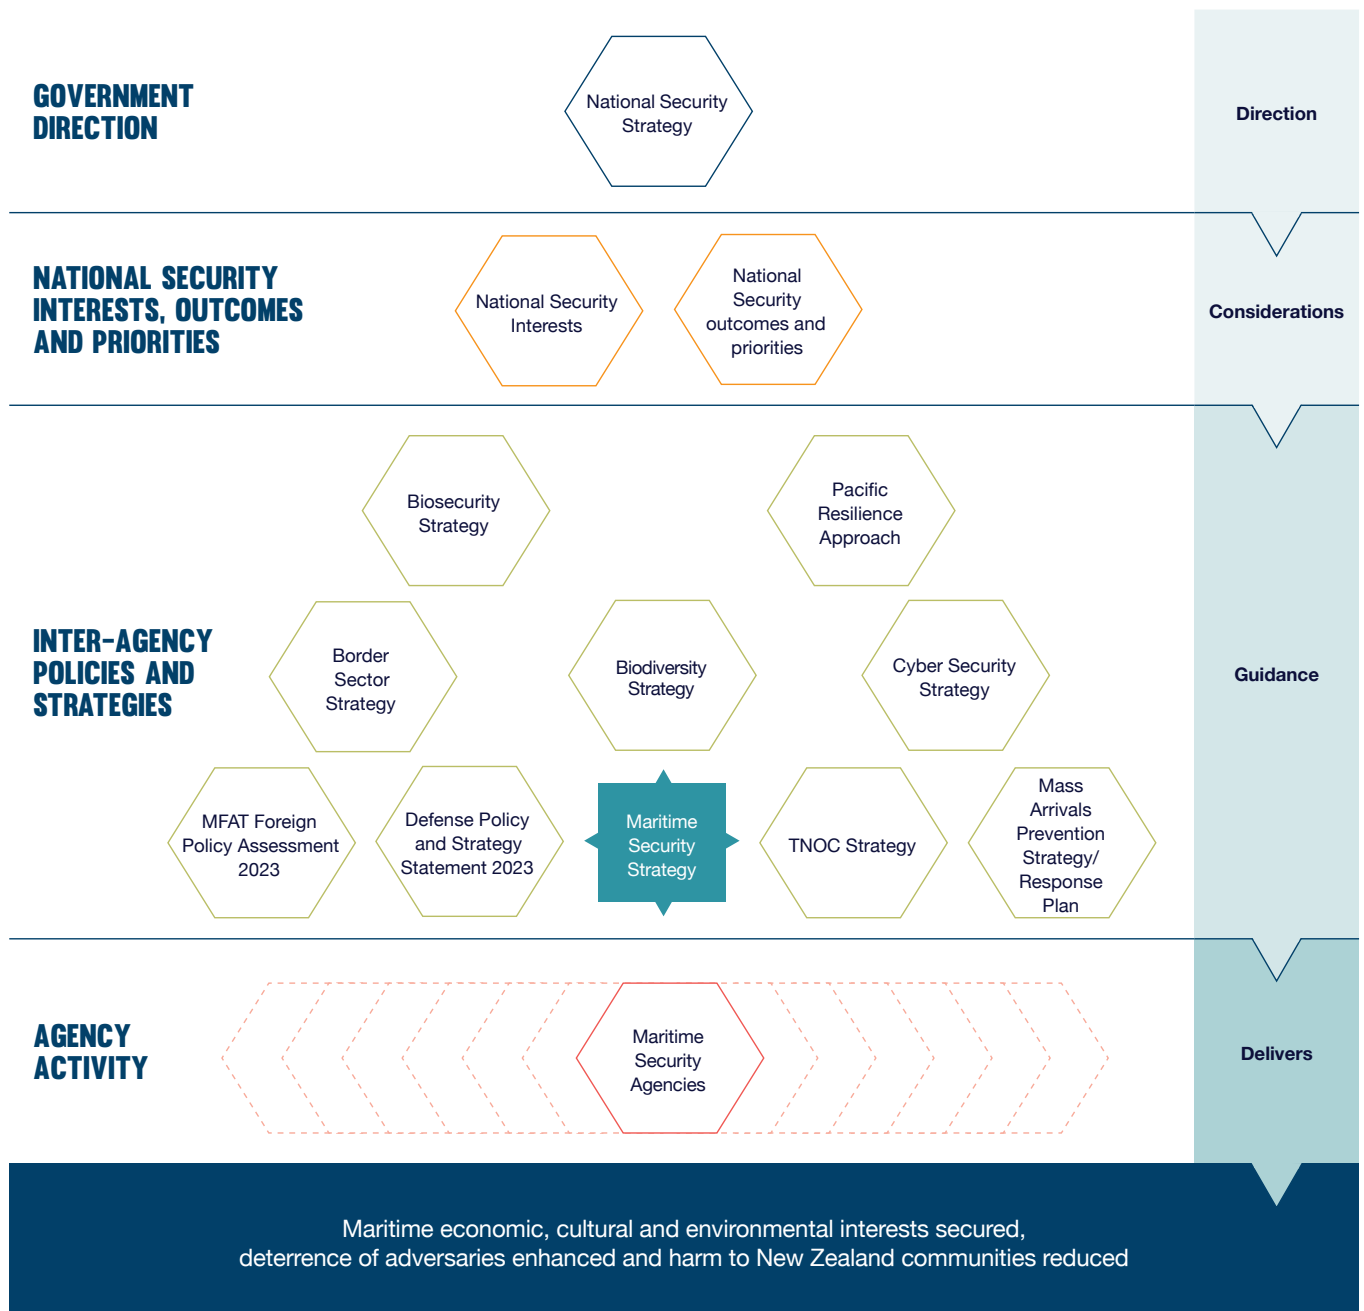 GOVERNMENT
DIRECTION
National Security
Strategy
Direction
NATIONAL SECURITY
INTERESTS, OUTCOMES
AND PRIORITIES
National Security
Interests
National
Security
outcomes and
priorities
Considerations
INTER-AGENCY
POLICIES AND
STRATEGIES
Biosecurity
Strategy
Pacific
Resilience
Approach
Border
Sector
Strategy
Biodiversity
Strategy
Cyber Security
Strategy
MFAT Foreign
Policy Assessment
2023
Defense Policy
and Strategy
Statement 2023
Maritime
Security
Strategy
TNOC Strategy
Mass
Arrivals
Prevention
Strategy/
Response
Plan
Guidance
AGENCY
ACTIVITY
Maritime
Security
Agencies
Delivers
Maritime economic, cultural and environmental interests secured,
deterrence of adversaries enhanced and harm to New Zealand communities reduced